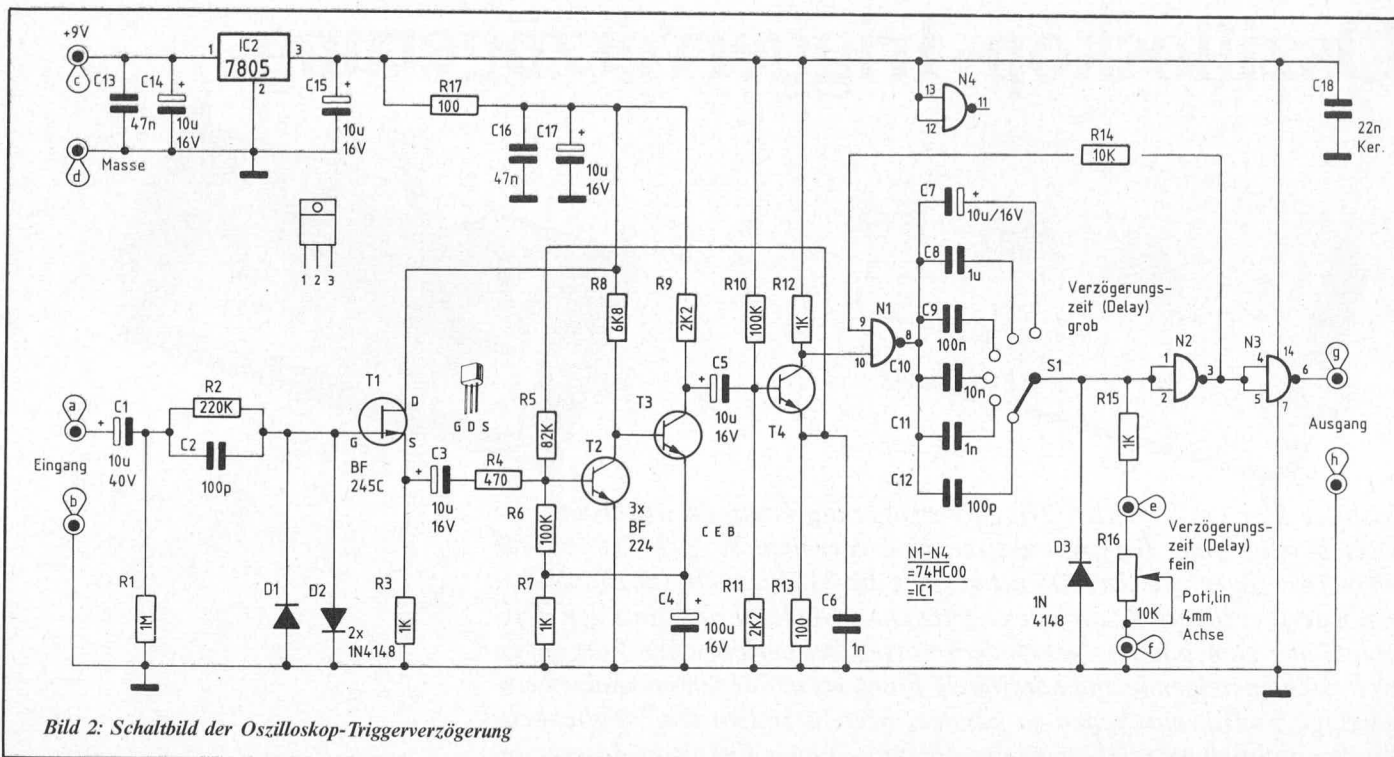 +9V
c
C13
47n
C14
+
10u
16V
1
IC2
7805
3
2
C15
+
10u
16V
d
Masse
R17
100
C16
47n
C17
+
10u
16V
13
12
N4
11
C18
22n
Ker.
R14
10K
1 2 3
a
Eingang
b
C1
+
10u
40V
R1
1M
R2
220K
C2
100p
D1
D2
2x
1N4148
T1
D
G
S
BF
245C
G D S
C3
+
10u
16V
R3
1K
R4
470
R5
82K
R6
100K
R7
1K
R8
6K8
R9
2K2
T2
T3
3x
BF
224
C E B
C4
+
100u
16V
C5
+
10u
16V
R10
100K
R11
2K2
R12
1K
T4
R13
100
C6
1n
9
10
N1
8
N1-N4
=74HC00
=IC1
C7
+
10u/16V
C8
1u
C9
100n
C10
10n
C11
1n
C12
100p
Verzögerungs-
zeit (Delay)
grob
S1
D3
1N
4148
R15
1K
e
R16
10K
f
Verzögerungs-
zeit (Delay)
fein
Poti,lin
4mm
Achse
1
2
N2
3
4
5
N3
14
6
7
g
Ausgang
h
Bild 2: Schaltbild der Oszilloskop-Triggerverzögerung